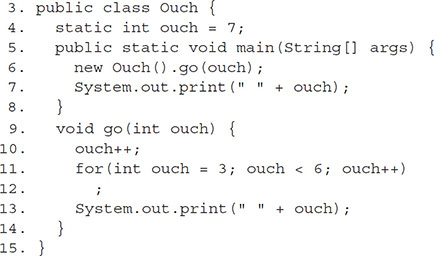 3. public class Ouch {
4.   static int ouch = 7;
5.   public static void main(String[] args) {
6.     new Ouch().go(ouch);
7.     System.out.print(" " + ouch);
8.   }
9.   void go(int ouch) {
10.     ouch++;
11.     for(int ouch = 3; ouch < 6; ouch++)
12.       ;
13.     System.out.print(" " + ouch);
14.   }
15. }